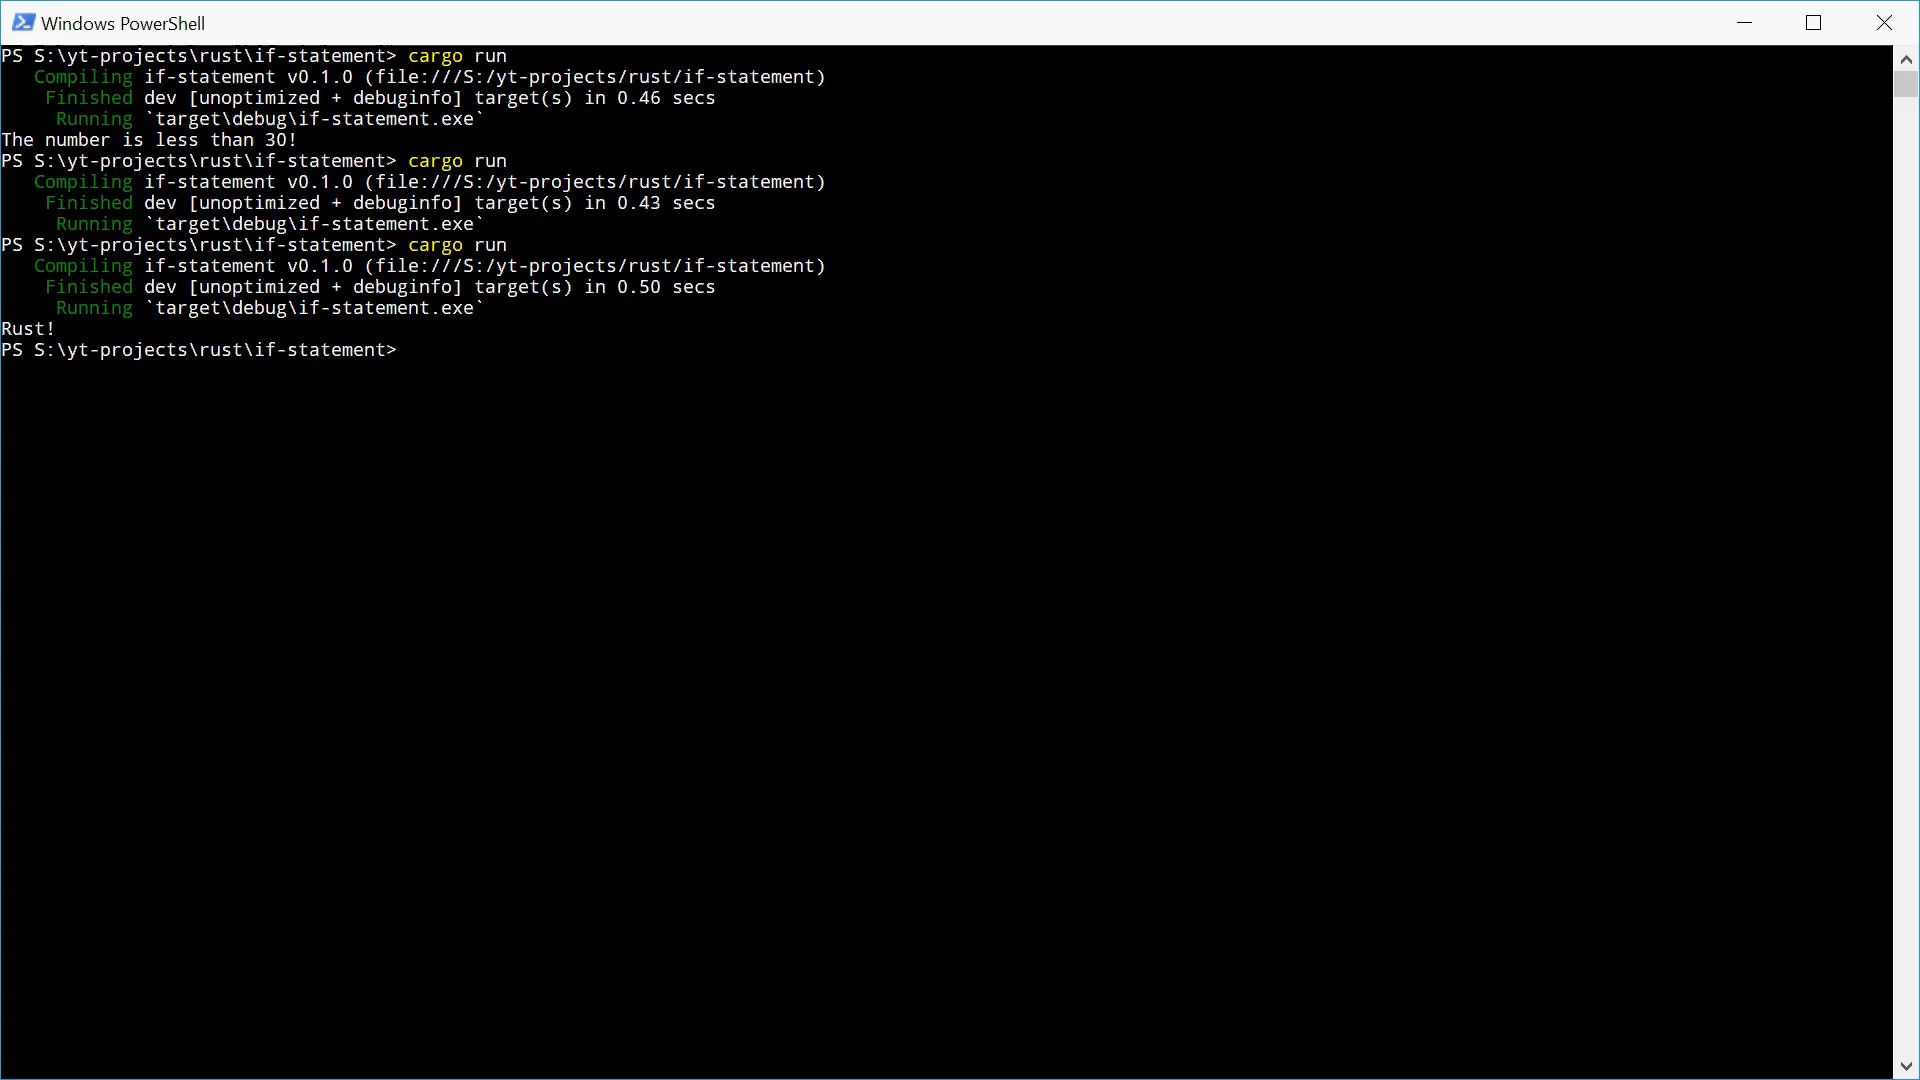 Windows PowerShell
PS S:\yt-projects\rust\if-statement> cargo run
   Compiling if-statement v0.1.0 (file:///S:/yt-projects/rust/if-statement)
    Finished dev [unoptimized + debuginfo] target(s) in 0.46 secs
     Running `target\debug\if-statement.exe`
The number is less than 30!
PS S:\yt-projects\rust\if-statement> cargo run
   Compiling if-statement v0.1.0 (file:///S:/yt-projects/rust/if-statement)
    Finished dev [unoptimized + debuginfo] target(s) in 0.43 secs
     Running `target\debug\if-statement.exe`
PS S:\yt-projects\rust\if-statement> cargo run
   Compiling if-statement v0.1.0 (file:///S:/yt-projects/rust/if-statement)
    Finished dev [unoptimized + debuginfo] target(s) in 0.50 secs
     Running `target\debug\if-statement.exe`
Rust!
PS S:\yt-projects\rust\if-statement>